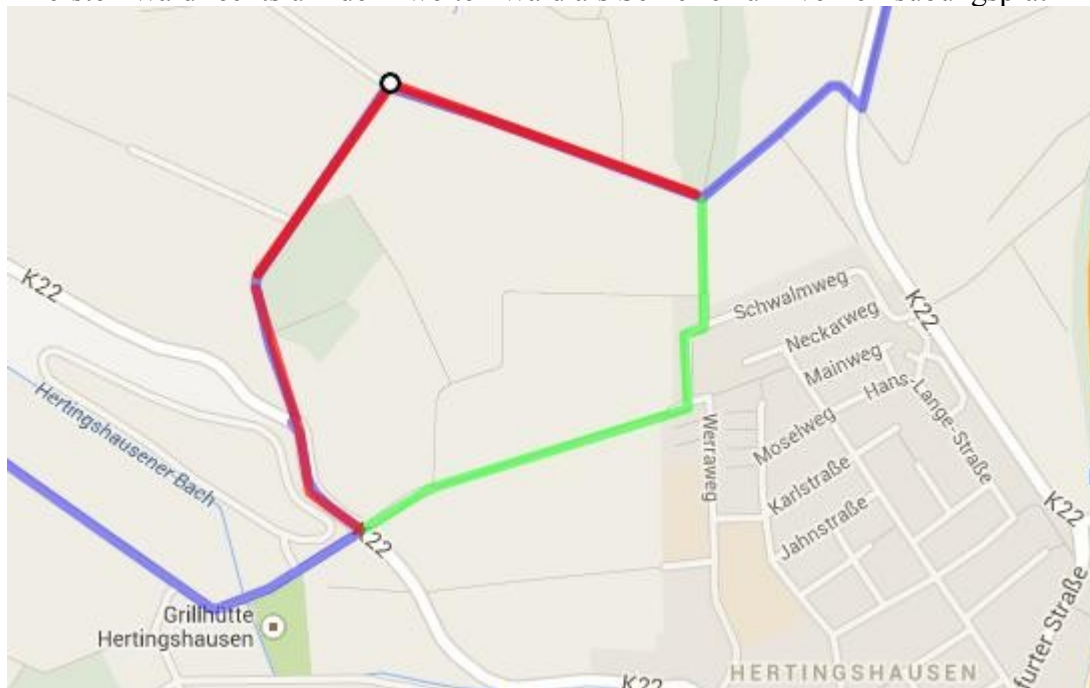 K22
Schwalmweg
Neckarweg
K22
Mainweg
Hans-Lange-Straße
Hertingshausener Bach
Werraweg
Moselweg
Karlstraße
K22
Jahnstraße
K22
Grillhütte
Hertingshausen
furter Straße
HERTINGSHAUSEN
K22